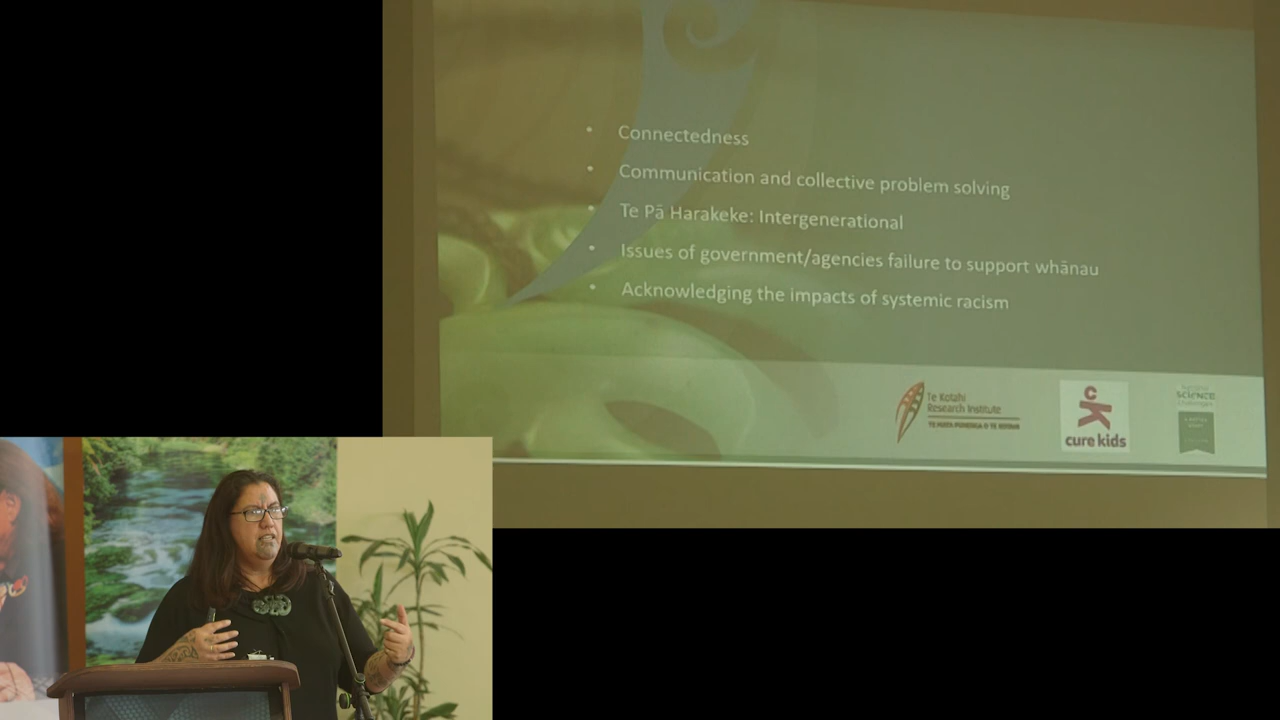 • Connectedness
• Communication and collective problem solving
• Te Pā Harakeke: Intergenerational
• Issues of government/agencies failure to support whānau
• Acknowledging the impacts of systemic racism
Te Kotahi
Research Institute
cure kids
SCIENCE